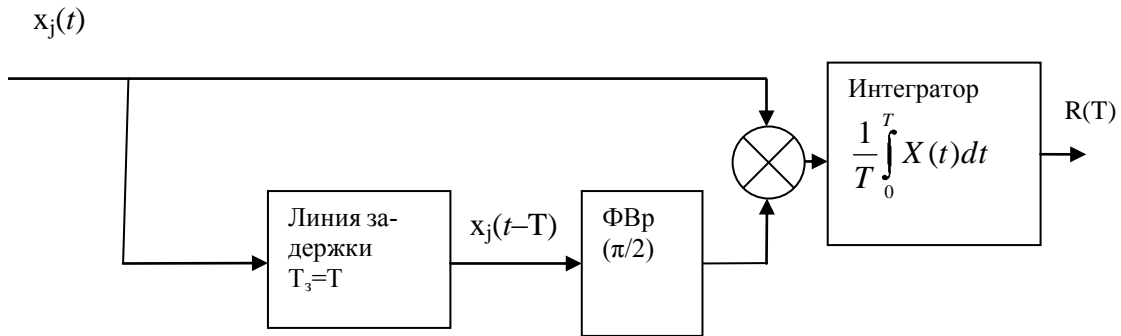 xj(t)
Интегратор
R(T)
1/T ∫₀ᵀ X(t)dt
Линия за-
держки
Tз=T
xj(t–T)
ФВр
(π/2)